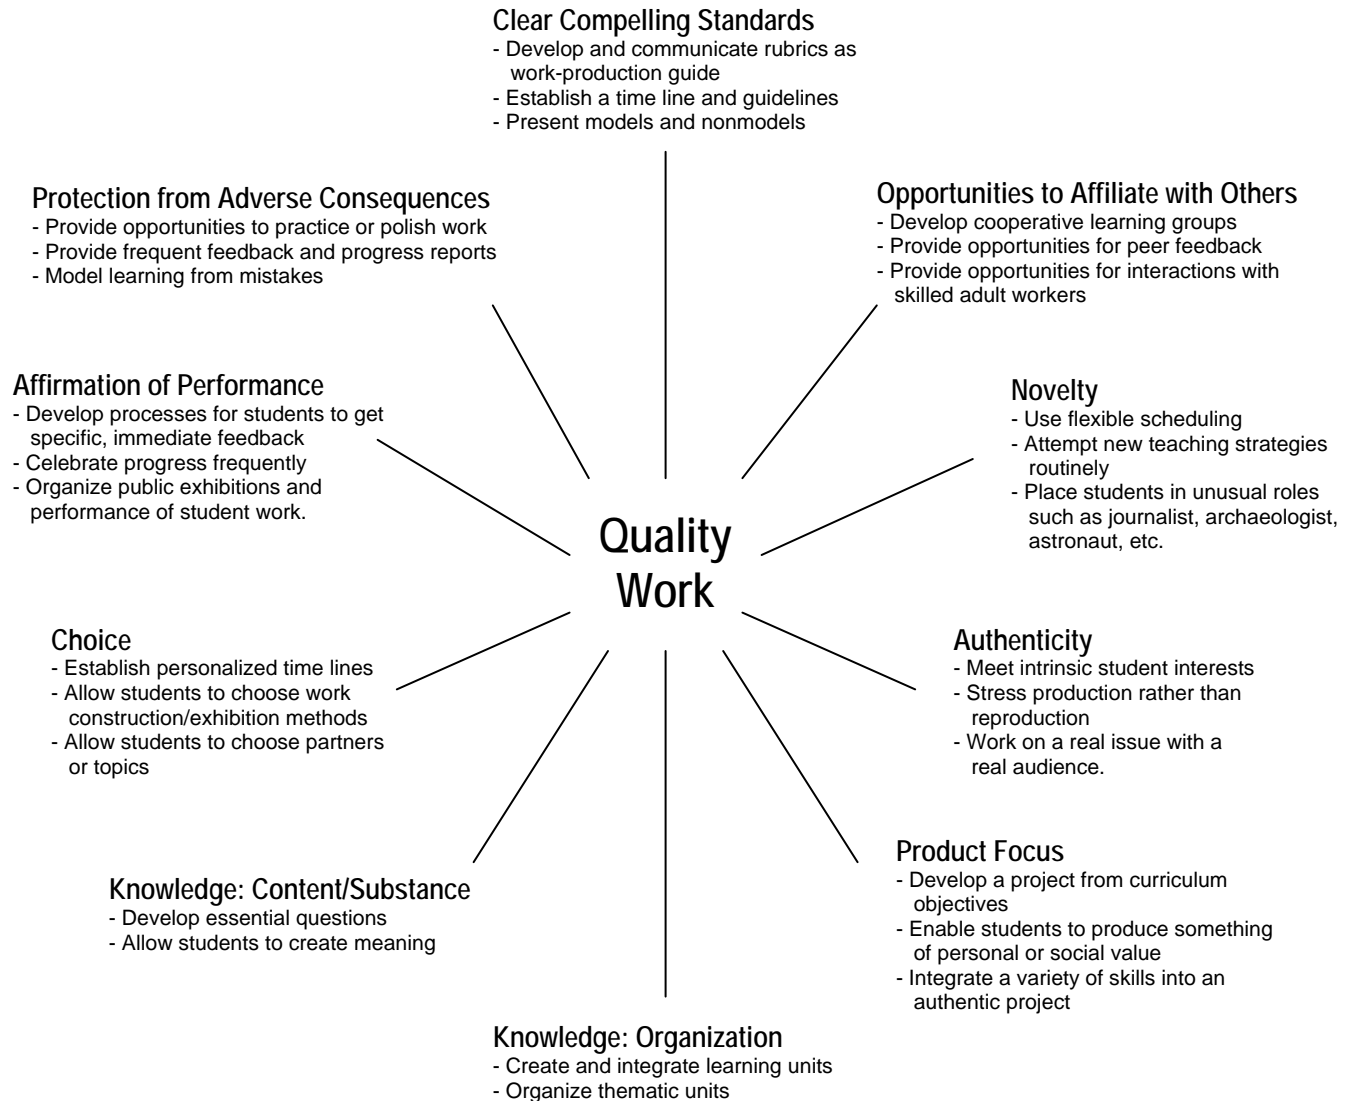 Clear Compelling Standards
- Develop and communicate rubrics as
work-production guide
- Establish a time line and guidelines
- Present models and nonmodels
Protection from Adverse Consequences
- Provide opportunities to practice or polish work
- Provide frequent feedback and progress reports
- Model learning from mistakes
Opportunities to Affiliate with Others
- Develop cooperative learning groups
- Provide opportunities for peer feedback
- Provide opportunities for interactions with
skilled adult workers
Affirmation of Performance
- Develop processes for students to get
specific, immediate feedback
- Celebrate progress frequently
- Organize public exhibitions and
performance of student work.
Novelty
- Use flexible scheduling
- Attempt new teaching strategies
routinely
- Place students in unusual roles
such as journalist, archaeologist,
astronaut, etc.
Quality
Work
Choice
- Establish personalized time lines
- Allow students to choose work
construction/exhibition methods
- Allow students to choose partners
or topics
Authenticity
- Meet intrinsic student interests
- Stress production rather than
reproduction
- Work on a real issue with a
real audience.
Knowledge: Content/Substance
- Develop essential questions
- Allow students to create meaning
Product Focus
- Develop a project from curriculum
objectives
- Enable students to produce something
of personal or social value
- Integrate a variety of skills into an
authentic project
Knowledge: Organization
- Create and integrate learning units
- Organize thematic units